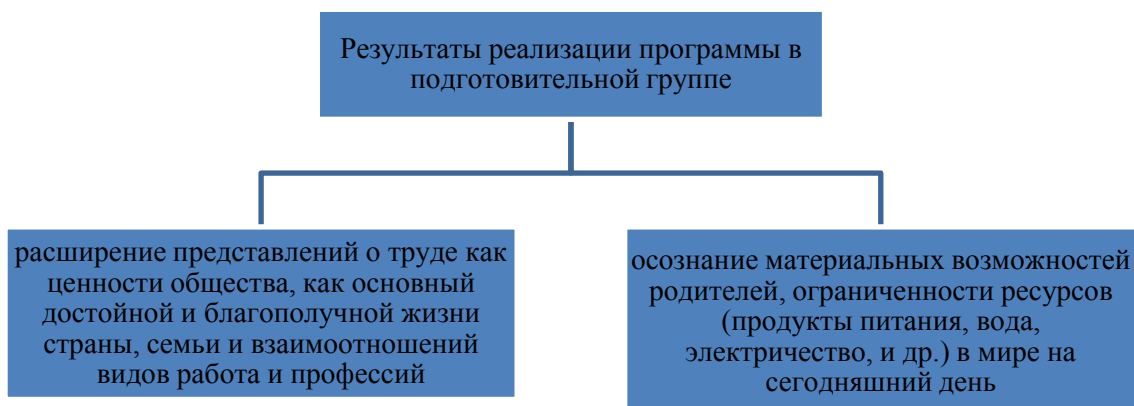 Результаты реализации программы в
подготовительной группе
расширение представлений о труде как
ценности общества, как основный
достойной и благополучной жизни
страны, семьи и взаимоотношений
видов работа и профессий
осознание материальных возможностей
родителей, ограниченности ресурсов
(продукты питания, вода,
электричество, и др.) в мире на
сегодняшний день